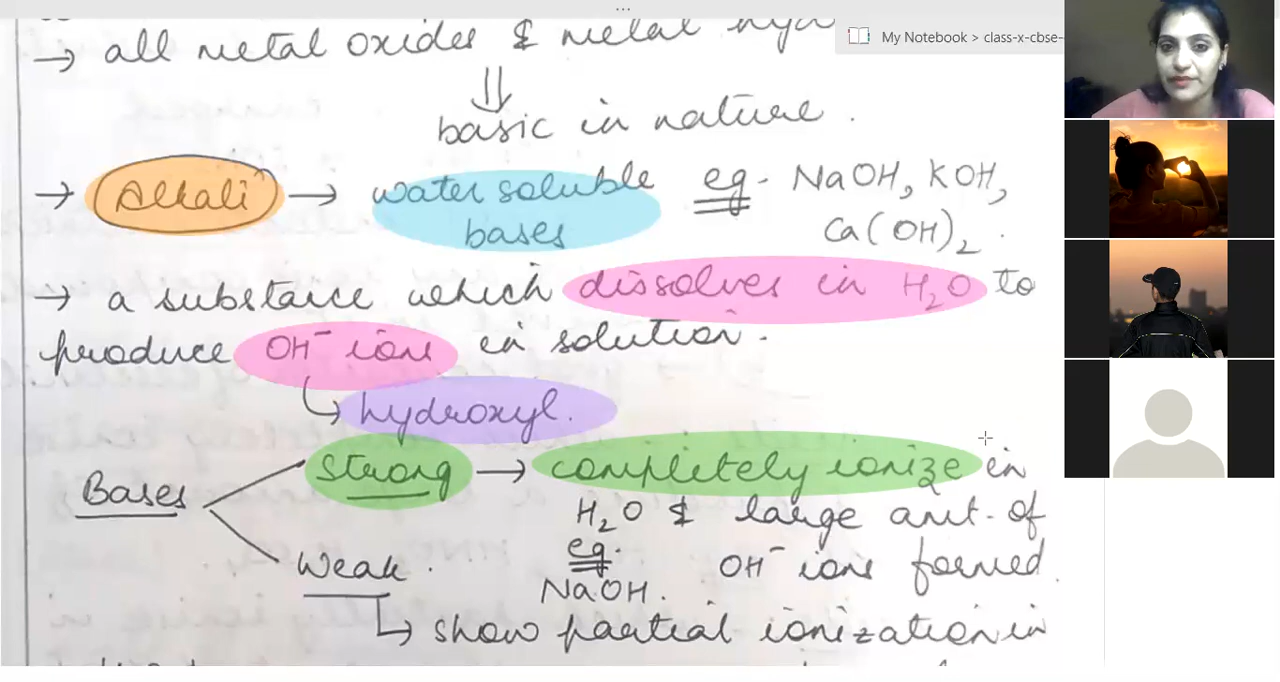 → all metal oxides & metal hyd
My Notebook > class-x-cbse-
⇓
basic in nature.
→ Alkali → water soluble bases eg- NaOH, KOH, Ca(OH)2.
→ a substance which dissolves in H2O to
produce OH⁻ ions in solution.
↳ hydroxyl.
Bases
Strong → completely ionize in
H2O & large amt. of
eg. OH⁻ ions formed.
NaOH.
Weak.
↳ show partial ionization in